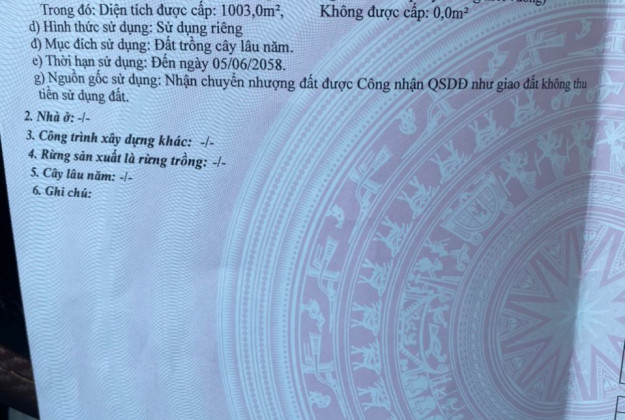 Trong đó: Diện tích được cấp: 1003,0m², Không được cấp: 0,0m²
d) Hình thức sử dụng: Sử dụng riêng
đ) Mục đích sử dụng: Đất trồng cây lâu năm.
e) Thời hạn sử dụng: Đến ngày 05/06/2058.
g) Nguồn gốc sử dụng: Nhận chuyển nhượng đất được Công nhận QSDĐ như giao đất không thu
tiền sử dụng đất.
2. Nhà ở: -/-
3. Công trình xây dựng khác: -/-
4. Rừng sản xuất là rừng trồng: -/-
5. Cây lâu năm: -/-
6. Ghi chú: